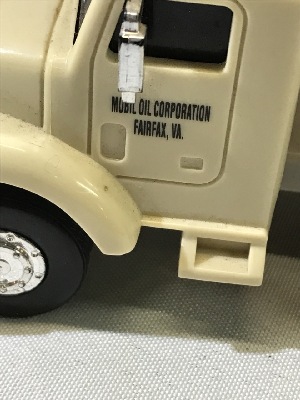 MOBIL OIL CORPORATION
FAIRFAX, VA.